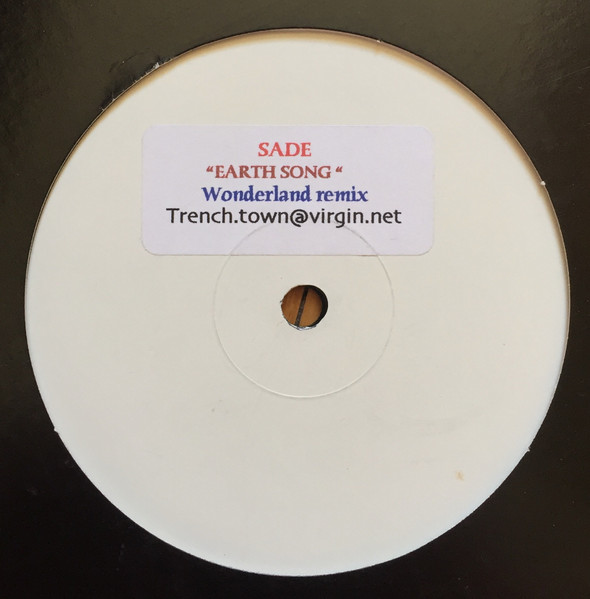 SADE
“EARTH SONG “
Wonderland remix
Trench.town@virgin.net